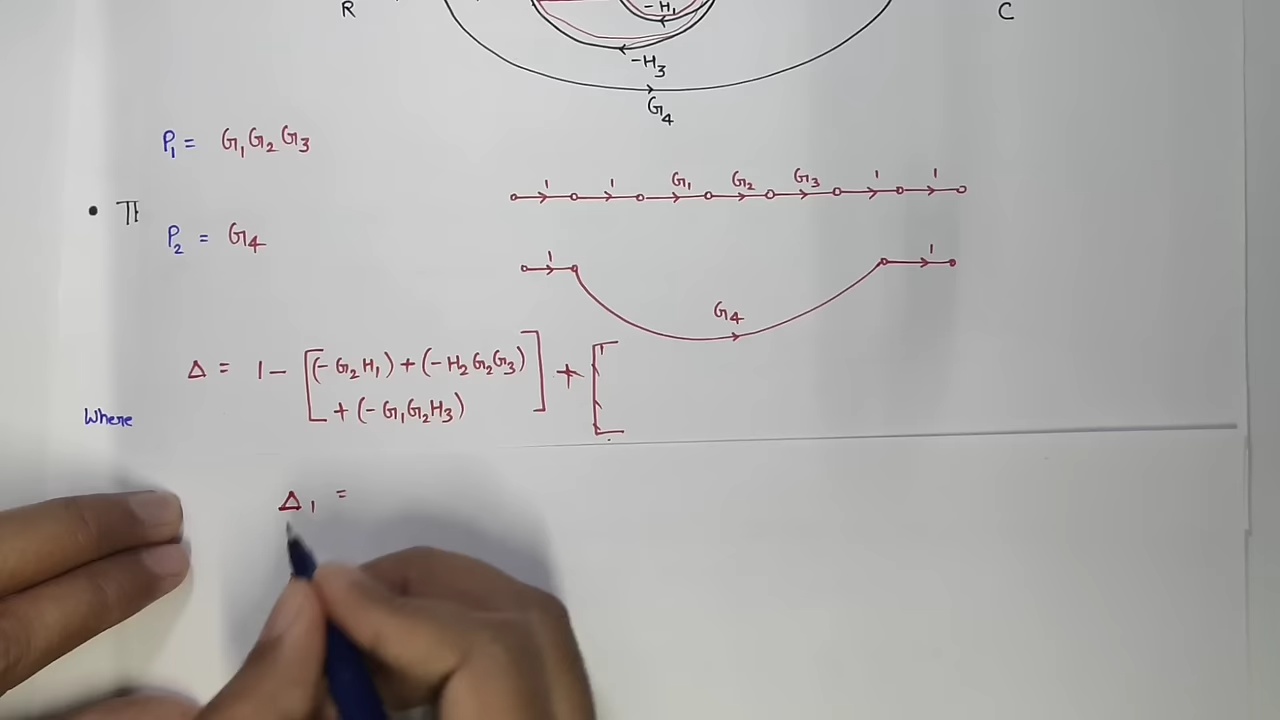 R - H₁ C
-H₃
G₄
P₁ = G₁G₂G₃
1 1 G₁ G₂ G₃ 1 1
• TF
P₂ = G₄
1 1
G₄
Δ = 1 - [(-G₂H₁) + (-H₂G₂G₃)
+ (-G₁G₂H₃)] + [
Where
Δ₁ =